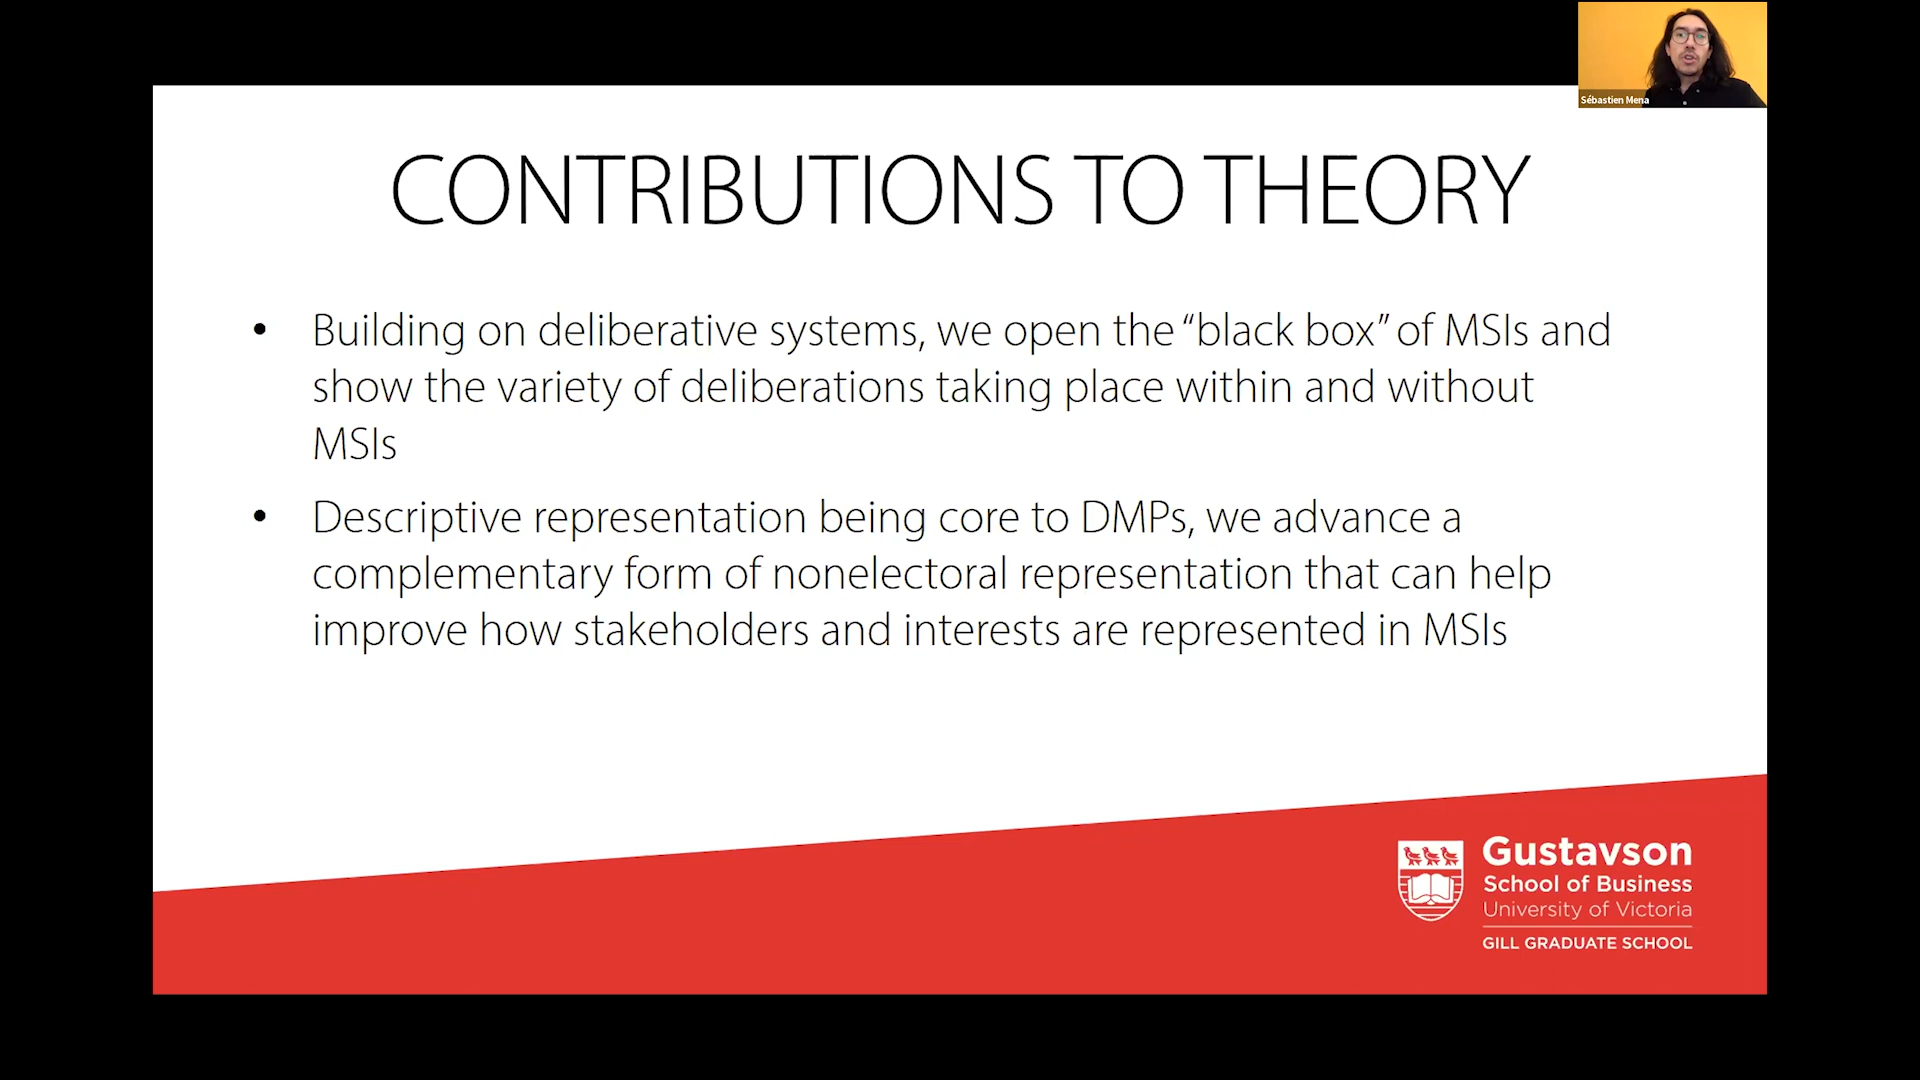 Sébastien Mena
CONTRIBUTIONS TO THEORY
• Building on deliberative systems, we open the “black box” of MSIs and
show the variety of deliberations taking place within and without
MSIs
• Descriptive representation being core to DMPs, we advance a
complementary form of nonelectoral representation that can help
improve how stakeholders and interests are represented in MSIs
Gustavson
School of Business
University of Victoria
GILL GRADUATE SCHOOL